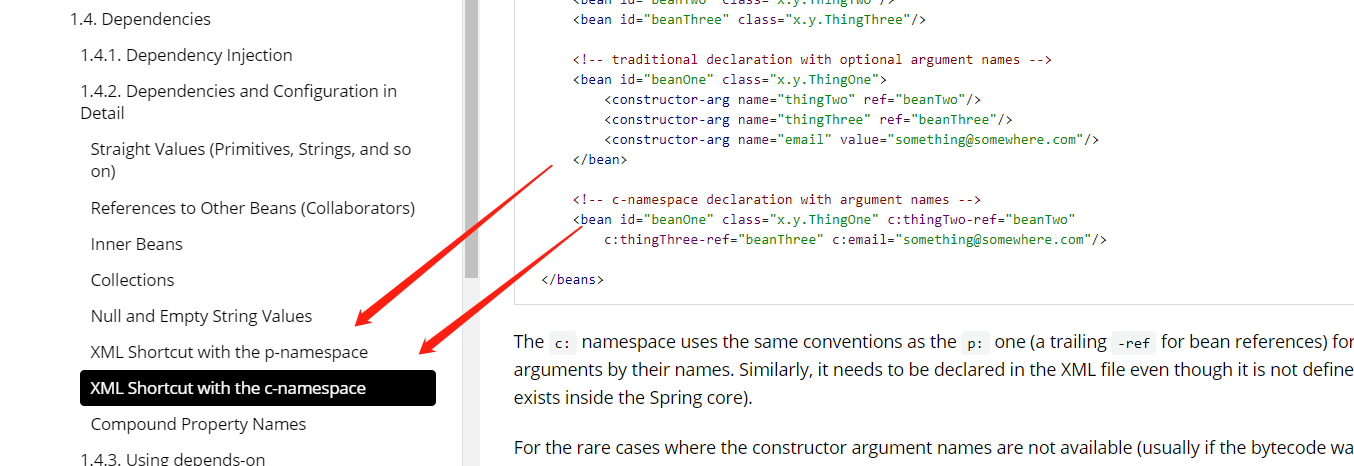 1.4. Dependencies
1.4.1. Dependency Injection
1.4.2. Dependencies and Configuration in
Detail
Straight Values (Primitives, Strings, and so
on)
References to Other Beans (Collaborators)
Inner Beans
Collections
Null and Empty String Values
XML Shortcut with the p-namespace
XML Shortcut with the c-namespace
Compound Property Names
1.4.3. Using depends-on
<bean id="beanTwo" class="x.y.ThingTwo"/>
<bean id="beanThree" class="x.y.ThingThree"/>
<!-- traditional declaration with optional argument names -->
<bean id="beanOne" class="x.y.ThingOne">
<constructor-arg name="thingTwo" ref="beanTwo"/>
<constructor-arg name="thingThree" ref="beanThree"/>
<constructor-arg name="email" value="something@somewhere.com"/>
</bean>
<!-- c-namespace declaration with argument names -->
<bean id="beanOne" class="x.y.ThingOne" c:thingTwo-ref="beanTwo"
c:thingThree-ref="beanThree" c:email="something@somewhere.com"/>
</beans>
The c: namespace uses the same conventions as the p: one (a trailing -ref for bean references) for
arguments by their names. Similarly, it needs to be declared in the XML file even though it is not define
exists inside the Spring core).
For the rare cases where the constructor argument names are not available (usually if the bytecode wa